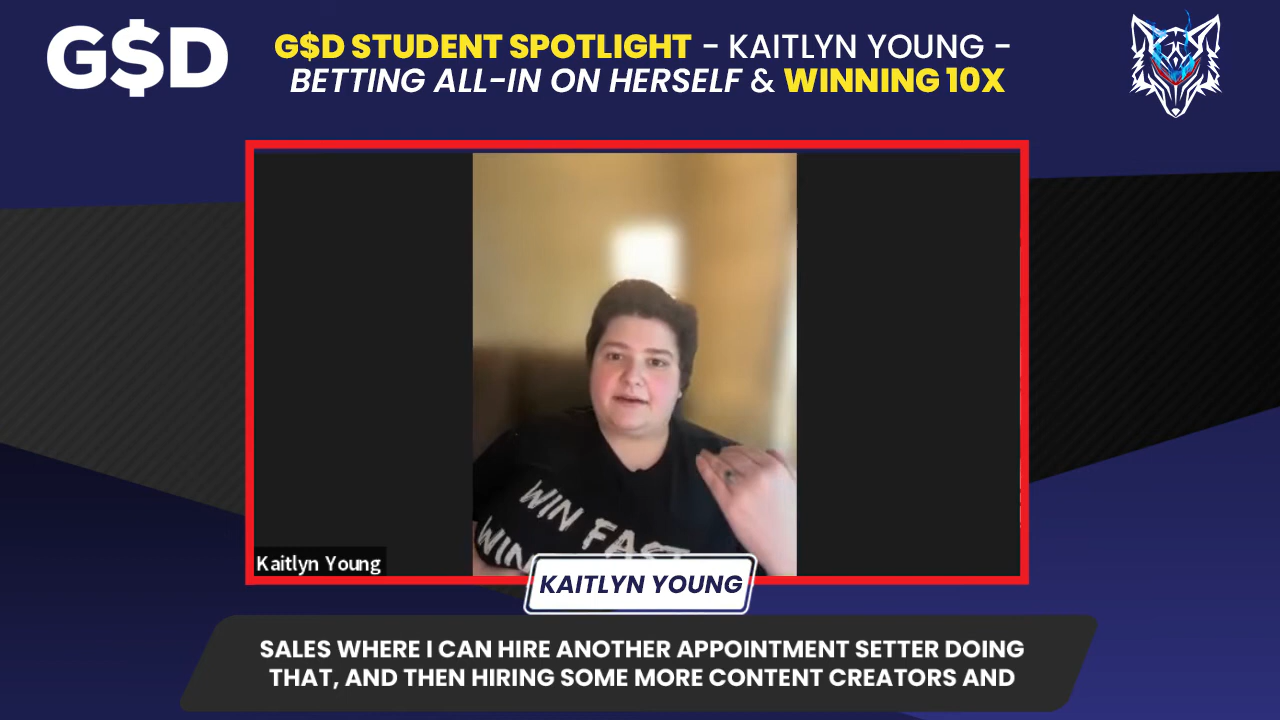 G$D
G$D STUDENT SPOTLIGHT - KAITLYN YOUNG -
BETTING ALL-IN ON HERSELF & WINNING 10X
WIN FAST
WIN
Kaitlyn Young
KAITLYN YOUNG
SALES WHERE I CAN HIRE ANOTHER APPOINTMENT SETTER DOING
THAT, AND THEN HIRING SOME MORE CONTENT CREATORS AND